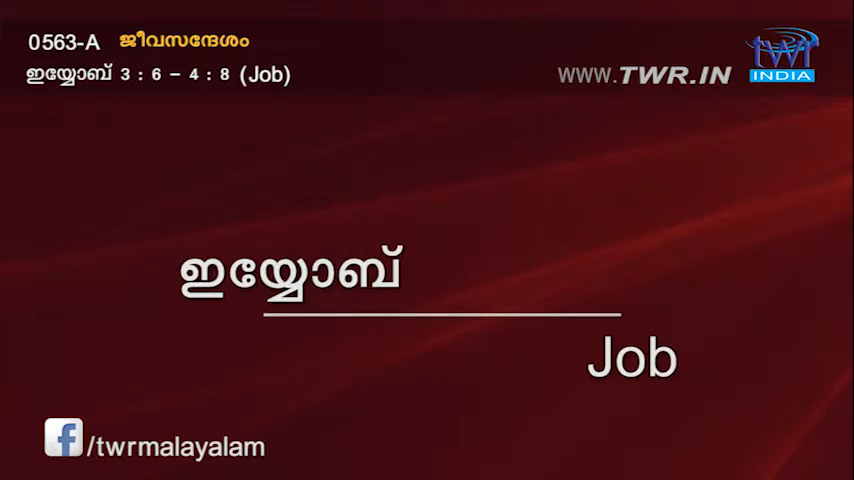 0563-A ജീവസന്ദേശം
ഇയ്യോബ് 3 : 6 – 4 : 8 (Job)
www.TWR.IN
twr
INDIA
ഇയ്യോബ്
Job
f/twrmalayalam